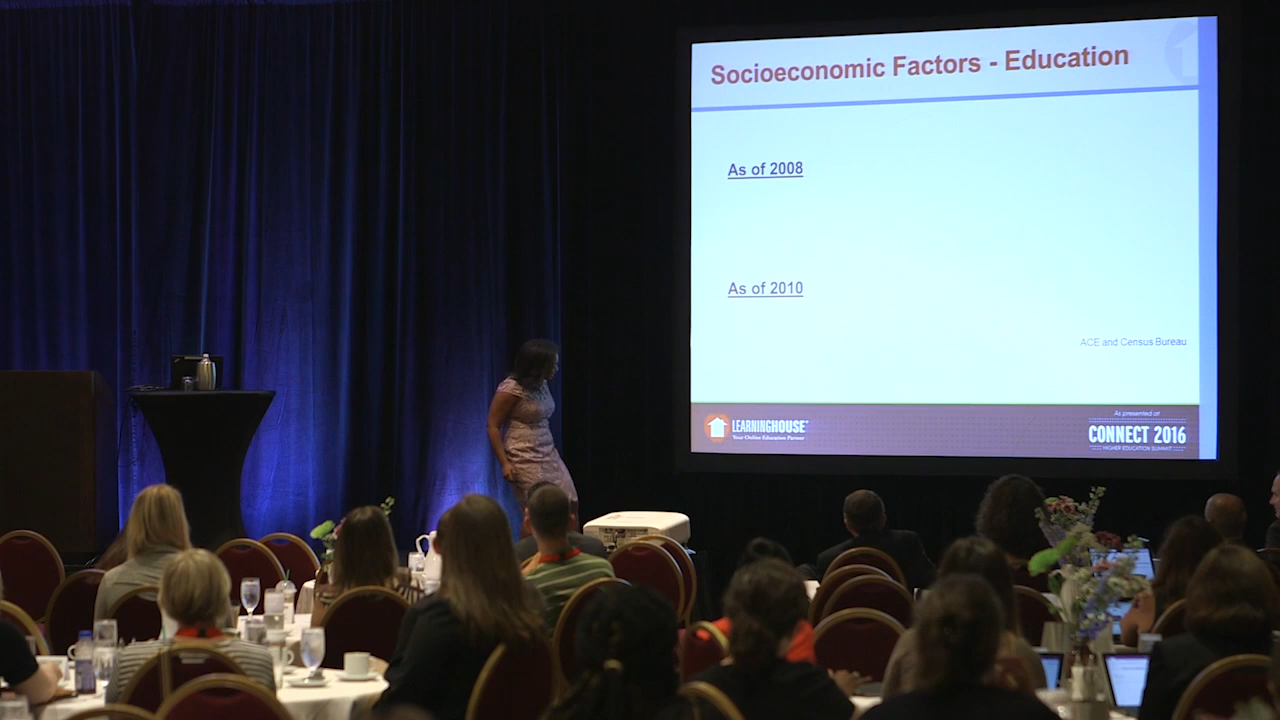 Socioeconomic Factors - Education
As of 2008
As of 2010
ACE and Census Bureau
LEARNINGHOUSE
Your Online Education Partner
As presented at
CONNECT 2016
HIGHER EDUCATION SUMMIT